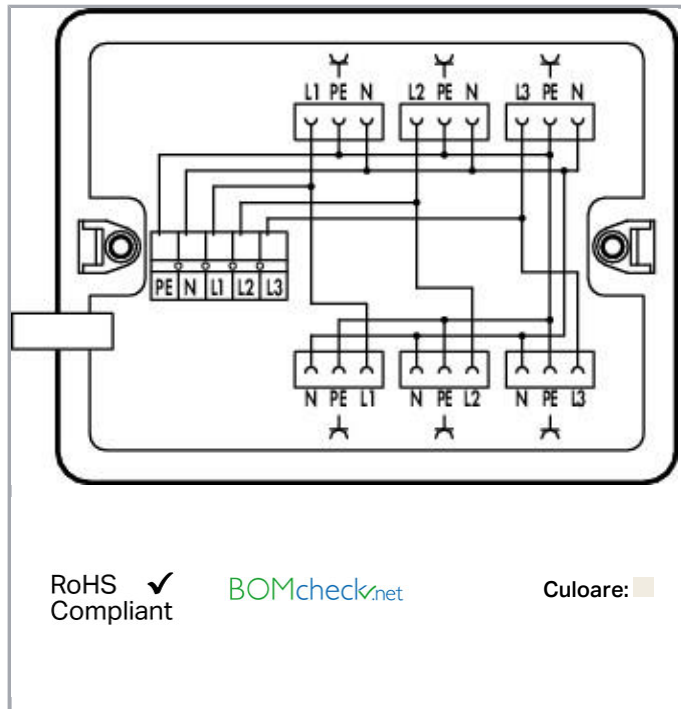 L1 PE N L2 PE N L3 PE N
PE N L1 L2 L3
N PE L1 N PE L2 N PE L3
RoHS ✓
Compliant
BOMcheck.net
Culoare: